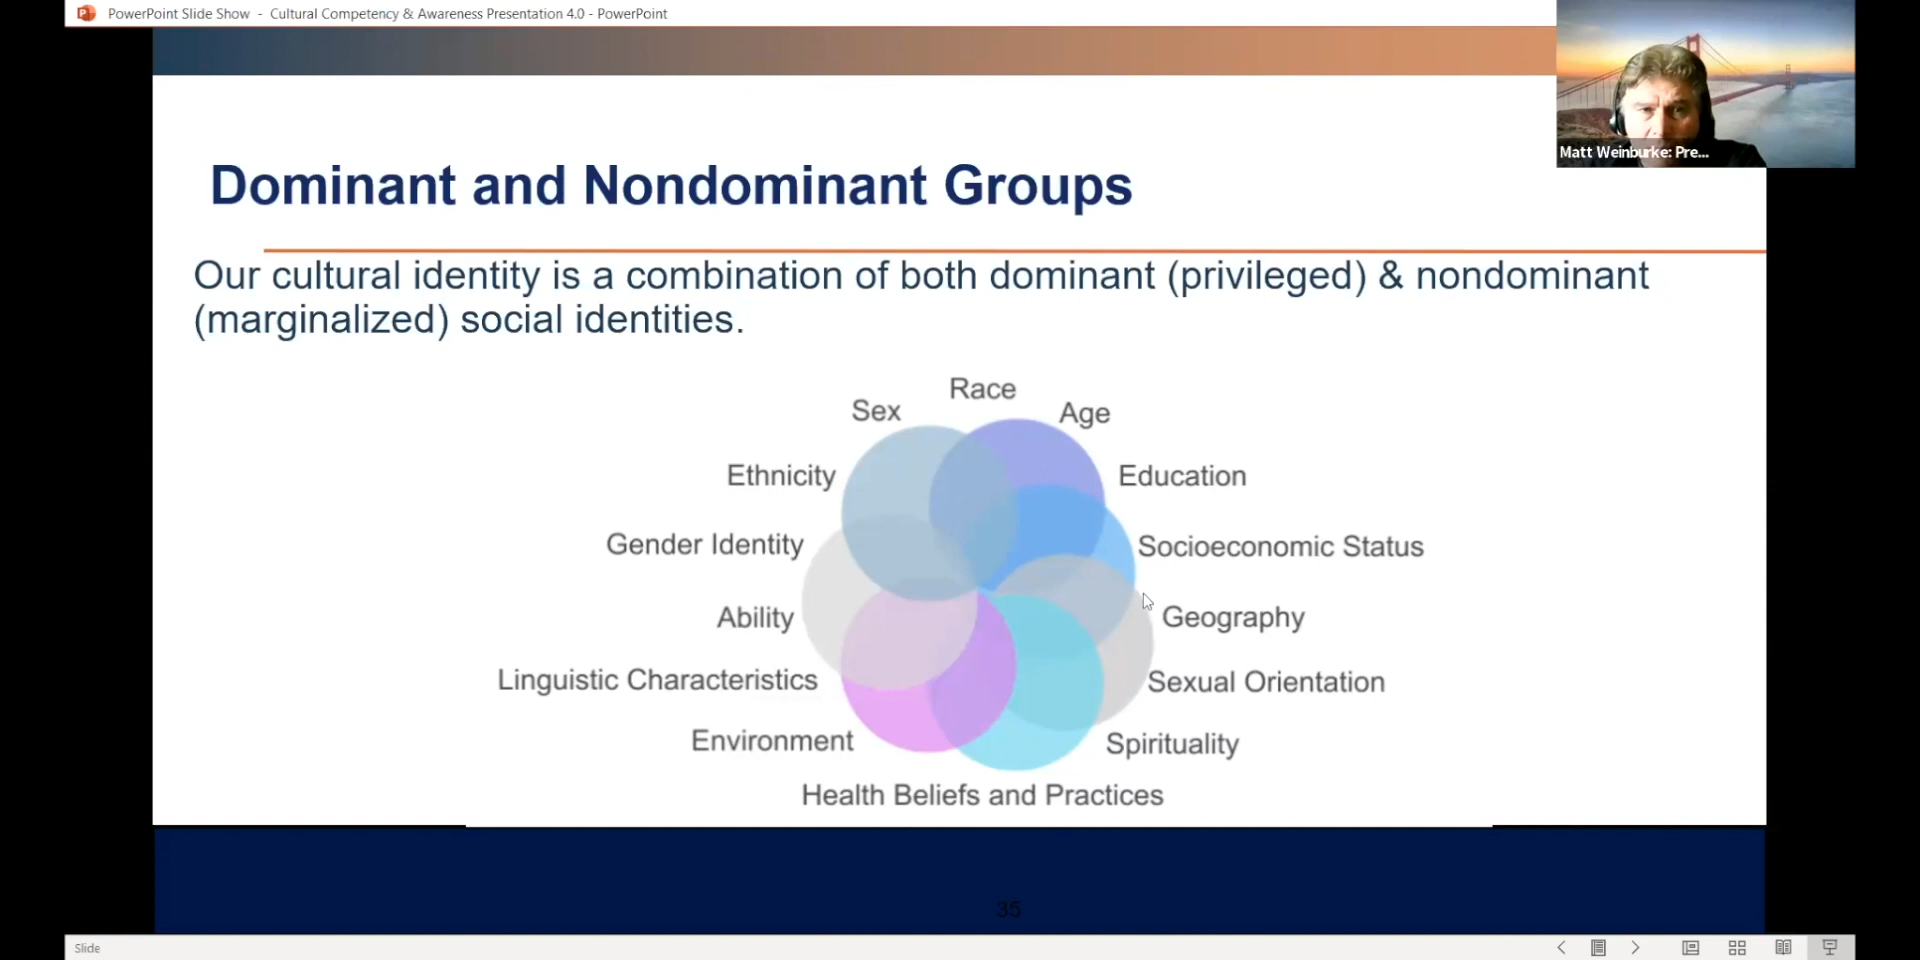 PowerPoint Slide Show - Cultural Competency & Awareness Presentation 4.0 - PowerPoint
Matt Weinburke: Pre...
Dominant and Nondominant Groups
Our cultural identity is a combination of both dominant (privileged) & nondominant
(marginalized) social identities.
Race
Sex
Age
Ethnicity
Education
Gender Identity
Socioeconomic Status
Ability
Geography
Linguistic Characteristics
Sexual Orientation
Environment
Spirituality
Health Beliefs and Practices
35
Slide